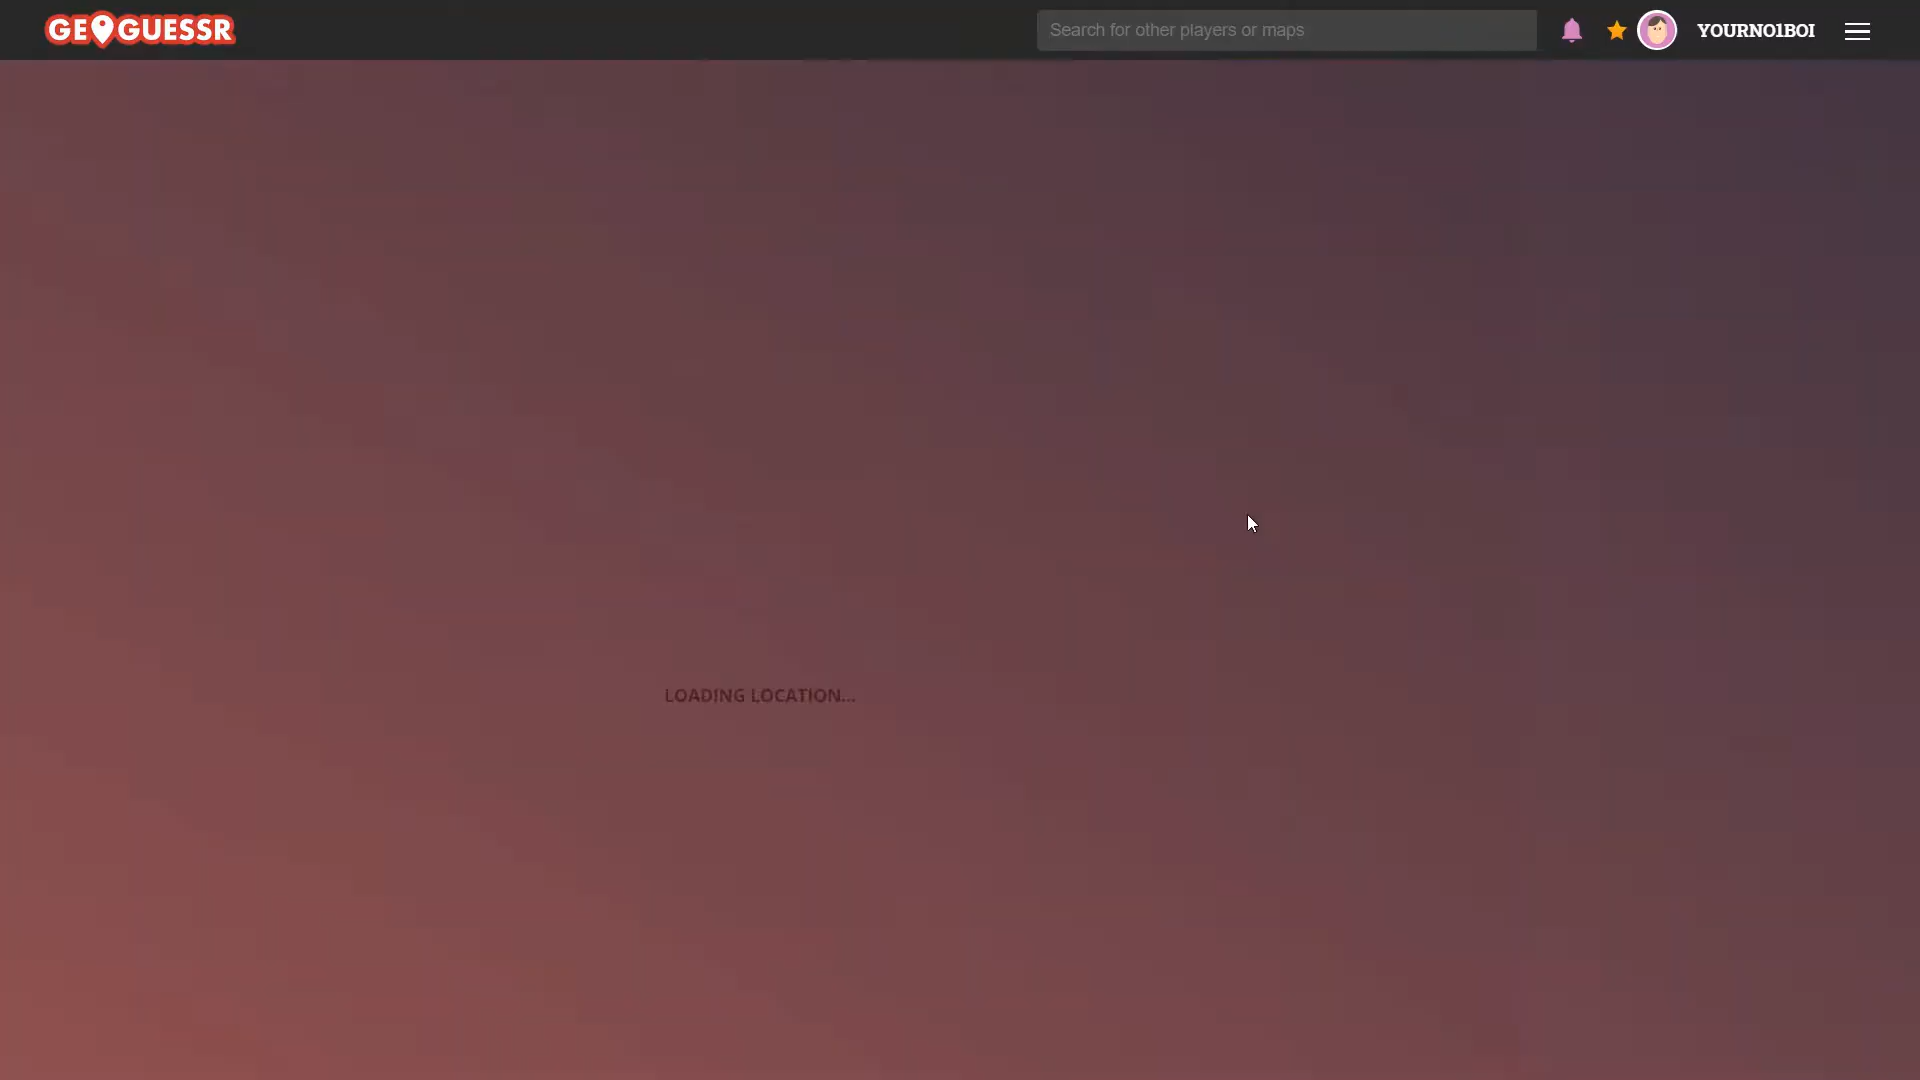 GEOGUESSR
Search for other players or maps
YOURNO1BOI
LOADING LOCATION...